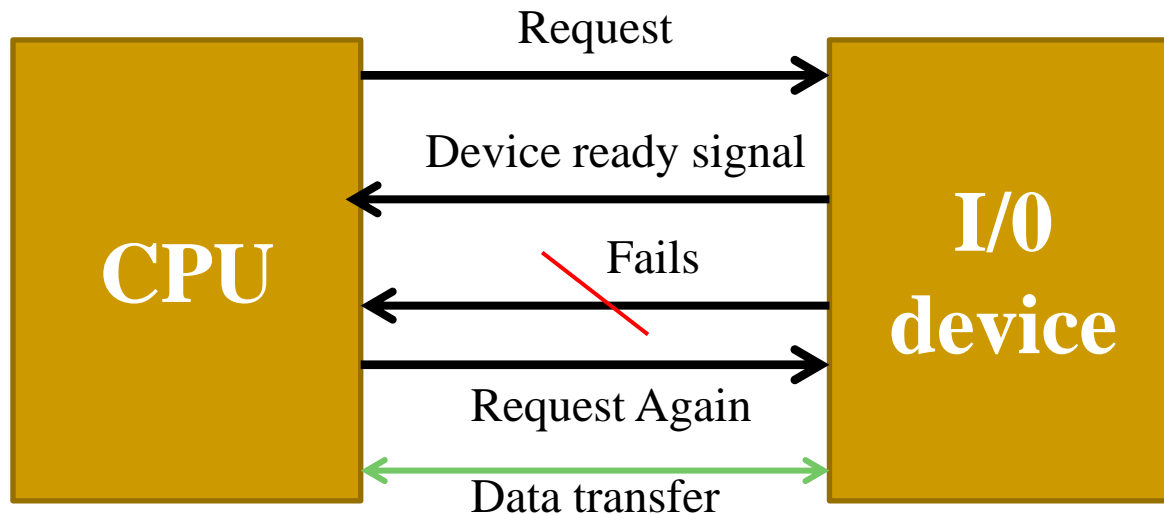 Request
Device ready signal
CPU
Fails
I/0
device
Request Again
Data transfer